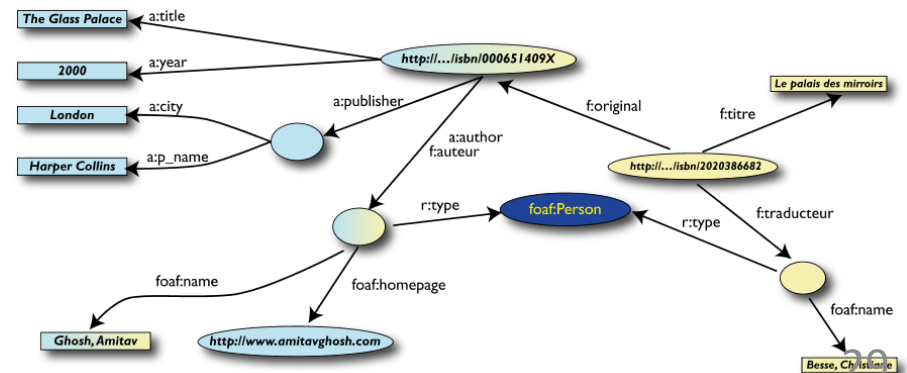 The Glass Palace
a:title
http://…/isbn/000651409X
2000
a:year
Le palais des mirroirs
London
a:city
a:publisher
f:original
f:titre
a:author
f:auteur
Harper Collins
a:p_name
http://…/isbn/2020386682
r:type
foaf:Person
r:type
f:traducteur
foaf:name
foaf:homepage
foaf:name
Ghosh, Amitav
http://www.amitavghosh.com
Besse, Christiane
29